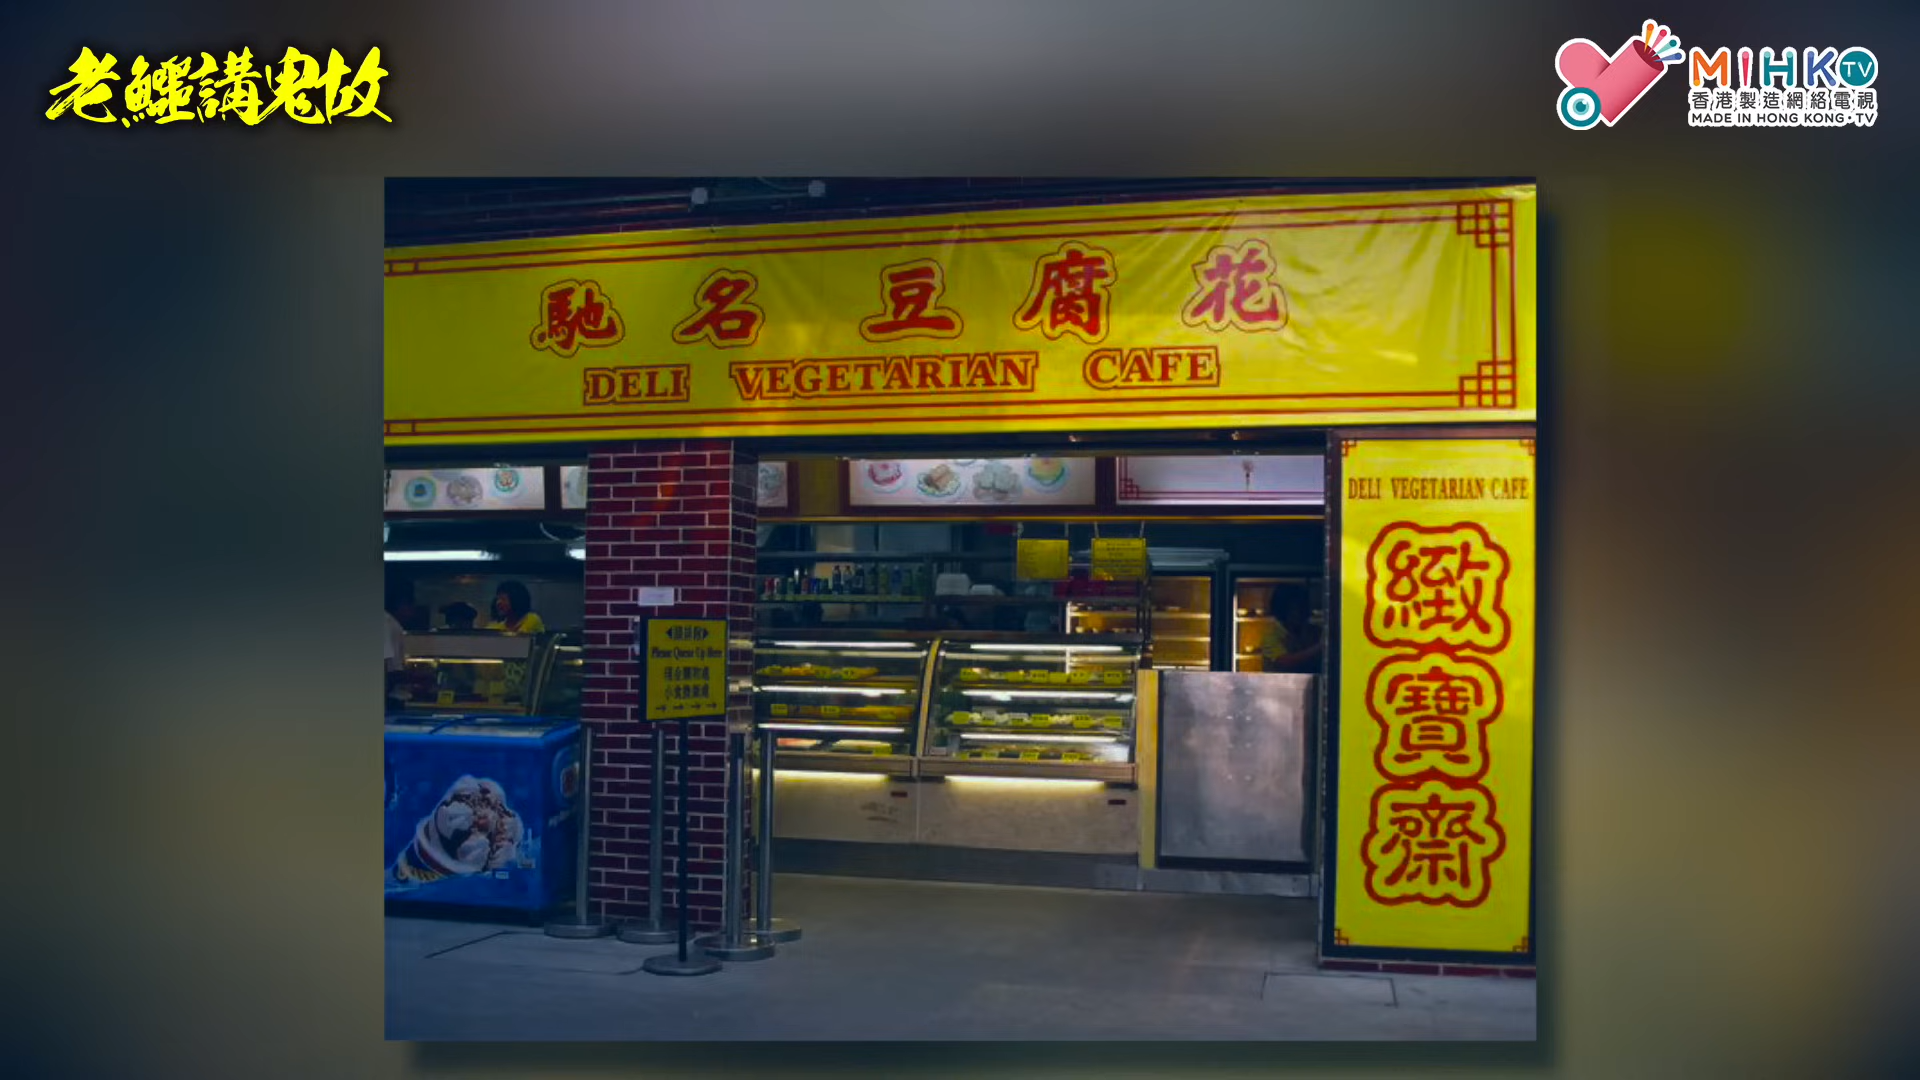 老鱷講鬼故
MIHK TV
香港製造網絡電視
MADE IN HONG KONG • TV
馳名豆腐花
DELI VEGETARIAN CAFE
DELI VEGETARIAN CAFE
緻寶齋
Please Queue Up Here